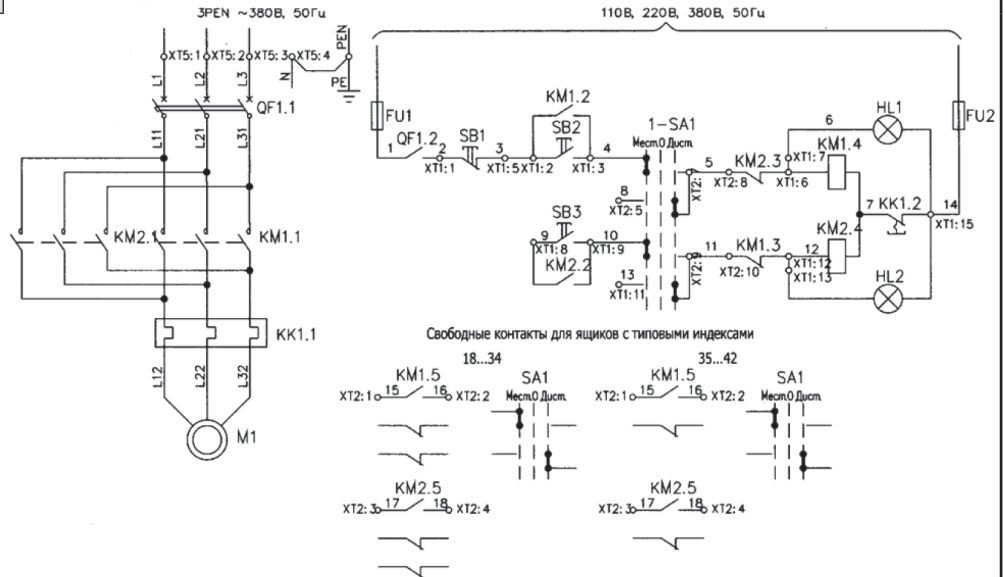 3PEN ~380В, 50Гц
110В, 220В, 380В, 50Гц
XT5:1 XT5:2 XT5:3 XT5:4
PEN
L1 L2 L3 N PE
QF1.1
L11 L21 L31
KM2.1 KM1.1
KK1.1
L12 L22 L32
M1
FU1
FU2
KM1.2
QF1.2 SB1 SB2 1-SA1
Мест.О Дист.
1 2 3 4
XT1:1 XT1:5 XT1:2 XT1:3
8
XT2:5
5
XT2:
XT2:8
KM2.3
6 HL1
XT1:7
XT1:6
KM1.4
7 KK1.2 14
XT1:15
SB3
9 10
XT1:8 XT1:9
KM2.2
13
XT1:11
XT2:9
11 KM1.3 12
XT2:10 XT1:12
XT1:13
KM2.4
HL2
Свободные контакты для ящиков с типовыми индексами
18...34 35...42
KM1.5 SA1 KM1.5 SA1
XT2:1 15 16 XT2:2 Мест.О Дист. XT2:1 15 16 XT2:2 Мест.О Дист.
KM2.5 KM2.5
XT2:3 17 18 XT2:4 XT2:3 17 18 XT2:4